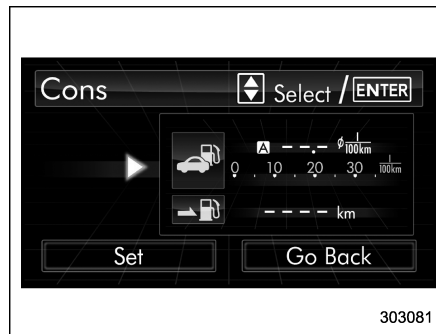 Cons Select / ENTER
A --.- ø l/100km
0 10 20 30 l/100km
---- km
Set Go Back
303081